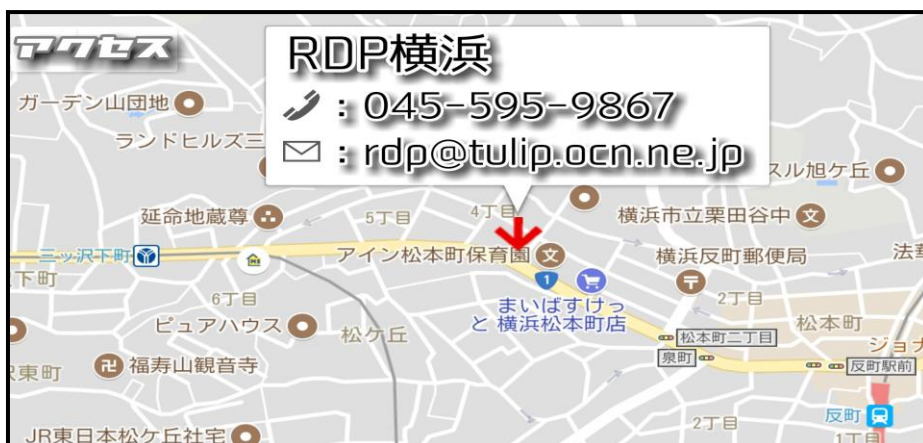 アクセス
RDP横浜
: 045-595-9867
: rdp@tulip.ocn.ne.jp
ガーデン山団地
ランドヒルズ三
スル旭ケ丘
延命地蔵尊
5丁目
4丁目
横浜市立栗田谷中
三ッ沢下町
アイン松本町保育園
横浜反町郵便局
法華
下町
1
6丁目
まいばすけっ
と 横浜松本町店
2丁目
ピュアハウス
松ケ丘
松本町二丁目
松本町
ジョナ
泉町
反町駅前
東町
福寿山観音寺
反町
2丁目
1丁目
JR東日本松ケ丘社宅